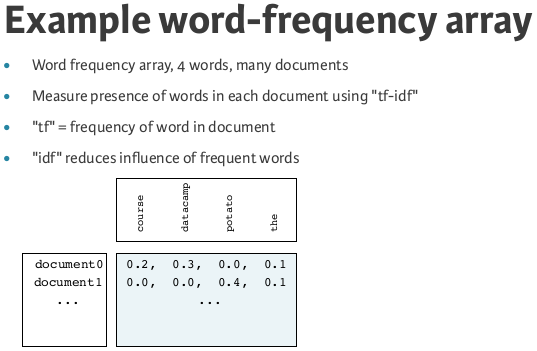 Example word-frequency array
• Word frequency array, 4 words, many documents
• Measure presence of words in each document using "tf-idf"
• "tf" = frequency of word in document
• "idf" reduces influence of frequent words
course datacamp potato the
document0 0.2, 0.3, 0.0, 0.1
document1 0.0, 0.0, 0.4, 0.1
... ...